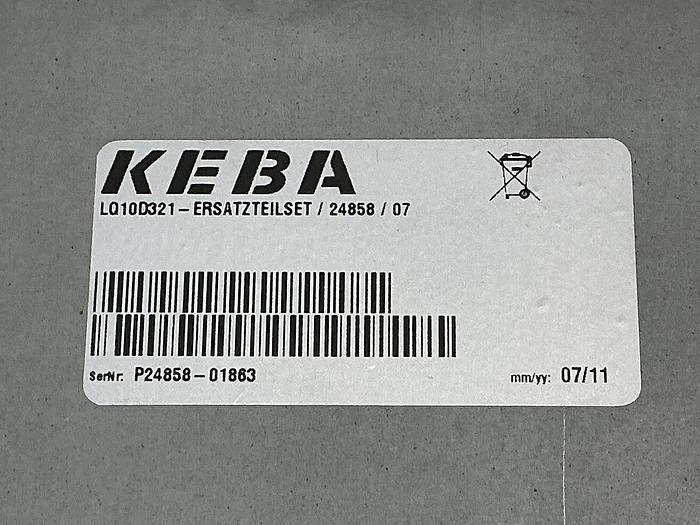 KEBA
LQ10D321-ERSATZTEILSET / 24858 / 07
SerNr: P24858-01863
mm/yy: 07/11